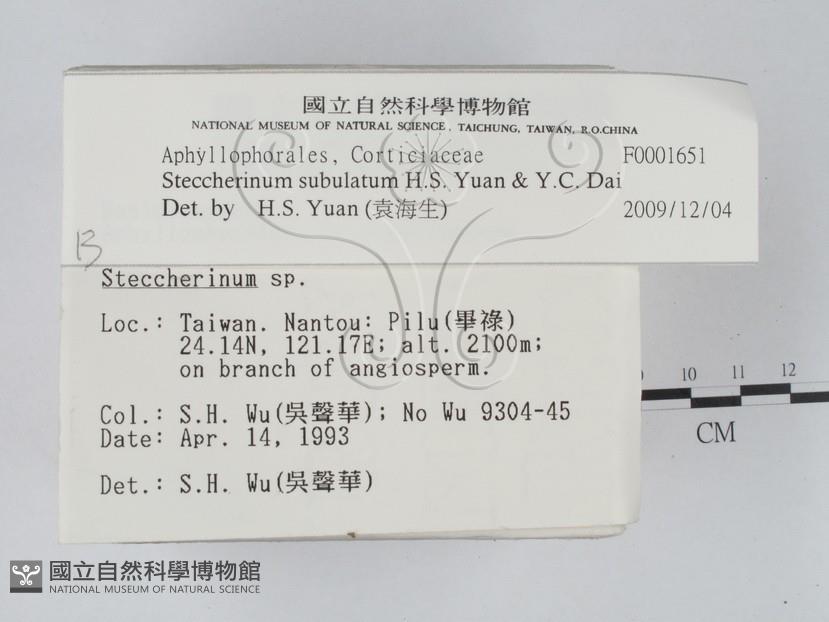 國立自然科學博物館
NATIONAL MUSEUM OF NATURAL SCIENCE, TAICHUNG, TAIWAN, R.O.CHINA
Aphyllophorales, Corticiaceae F0001651
Steccherinum subulatum H.S. Yuan & Y.C. Dai
Det. by H.S. Yuan (袁海生) 2009/12/04
B
Steccherinum sp.
Loc.: Taiwan. Nantou: Pilu(畢祿)
24.14N, 121.17E; alt. 2100m;
on branch of angiosperm.
Col.: S.H. Wu(吳聲華); No Wu 9304-45
Date: Apr. 14, 1993
Det.: S.H. Wu(吳聲華)
10 11 12
CM
國立自然科學博物館
NATIONAL MUSEUM OF NATURAL SCIENCE